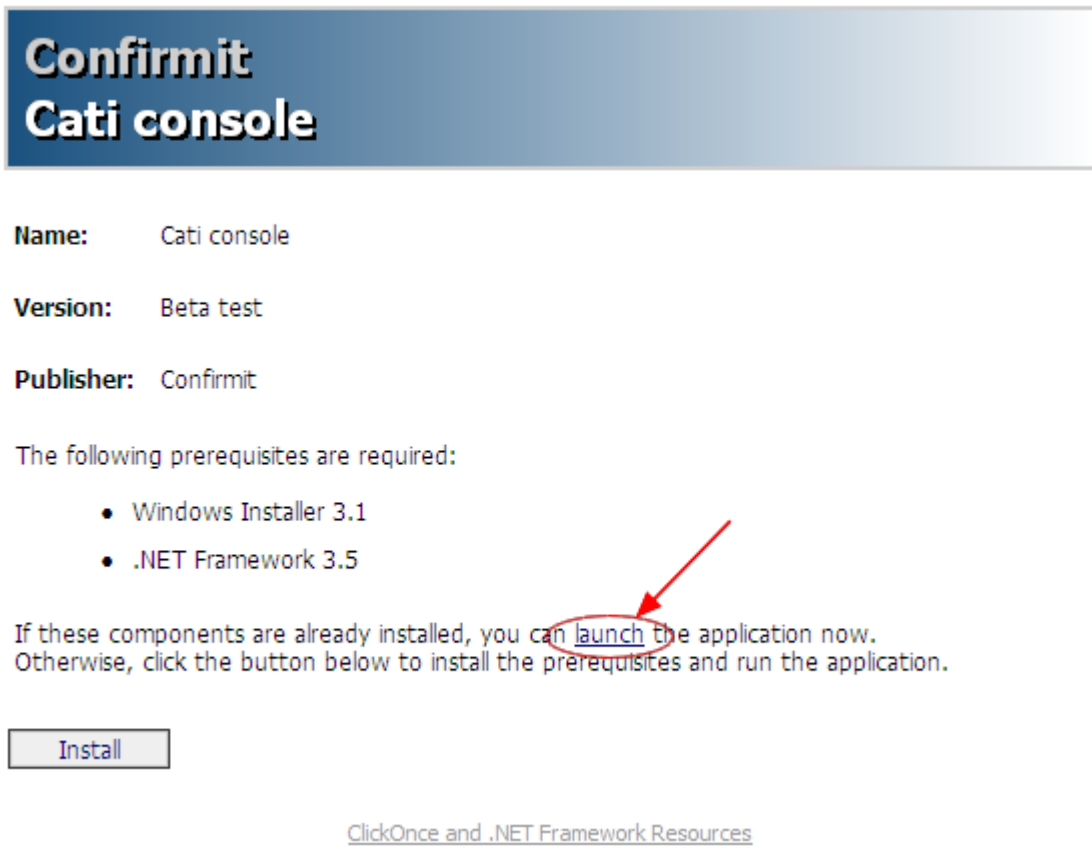 Confirmit
Cati console
Name: Cati console
Version: Beta test
Publisher: Confirmit
The following prerequisites are required:
• Windows Installer 3.1
• .NET Framework 3.5
If these components are already installed, you can launch the application now.
Otherwise, click the button below to install the prerequisites and run the application.
Install
ClickOnce and .NET Framework Resources